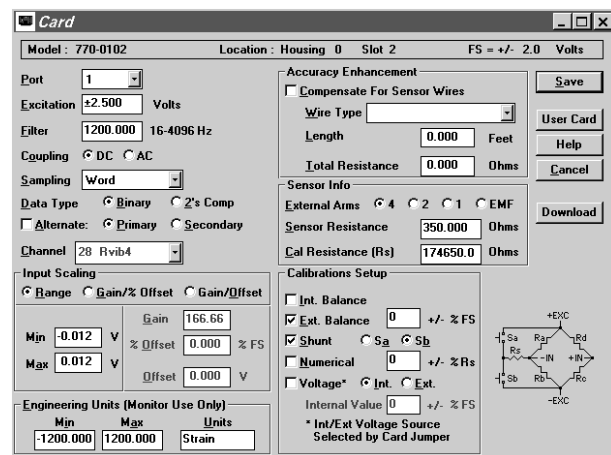 Card
Model : 770-0102 Location : Housing 0 Slot 2 FS = +/- 2.0 Volts
Port 1
Excitation ±2.500 Volts
Filter 1200.000 16-4096 Hz
Coupling DC AC
Sampling Word
Data Type Binary 2's Comp
Alternate: Primary Secondary
Channel 28 Rvib4
Input Scaling
Range Gain/% Offset Gain/Offset
Min -0.012 V
Max 0.012 V
Gain 166.66
% Offset 0.000 % FS
Offset 0.000 V
Engineering Units (Monitor Use Only)
Min Max Units
-1200.000 1200.000 Strain
Accuracy Enhancement
Compensate For Sensor Wires
Wire Type
Length 0.000 Feet
Total Resistance 0.000 Ohms
Sensor Info
External Arms 4 2 1 EMF
Sensor Resistance 350.000 Ohms
Cal Resistance (Rs) 174650.0 Ohms
Calibrations Setup
Int. Balance
Ext. Balance 0 +/- % FS
Shunt Sa Sb
Numerical 0 +/- % Rs
Voltage* Int. Ext.
Internal Value 0 +/- % FS
* Int/Ext Voltage Source
Selected by Card Jumper
Save
User Card
Help
Cancel
Download
+EXC
Sa Ra Rd
Rs -IN +IN
Sb Rb Rc
-EXC